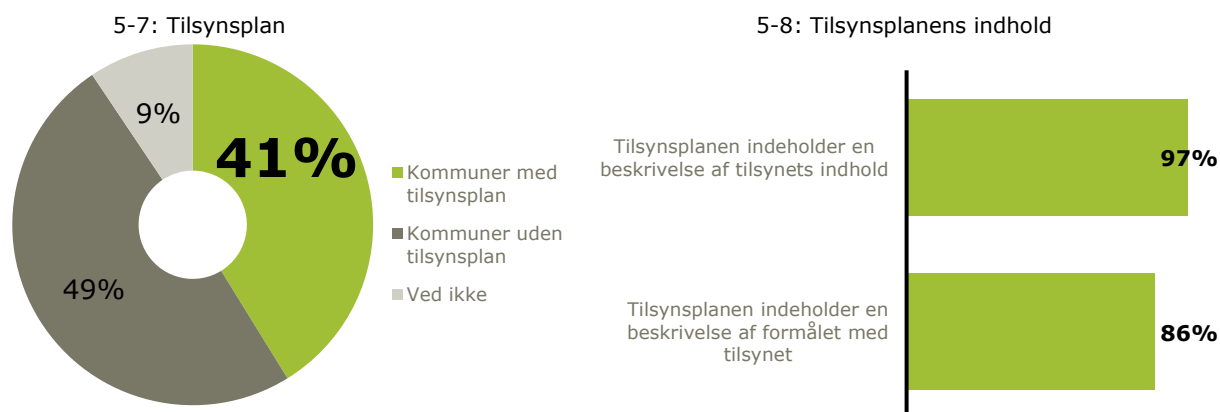 5-7: Tilsynsplan
9%
41%
49%
Kommuner med
tilsynsplan
Kommuner uden
tilsynsplan
Ved ikke
5-8: Tilsynsplanens indhold
Tilsynsplanen indeholder en
beskrivelse af tilsynets indhold
97%
Tilsynsplanen indeholder en
beskrivelse af formålet med
tilsynet
86%